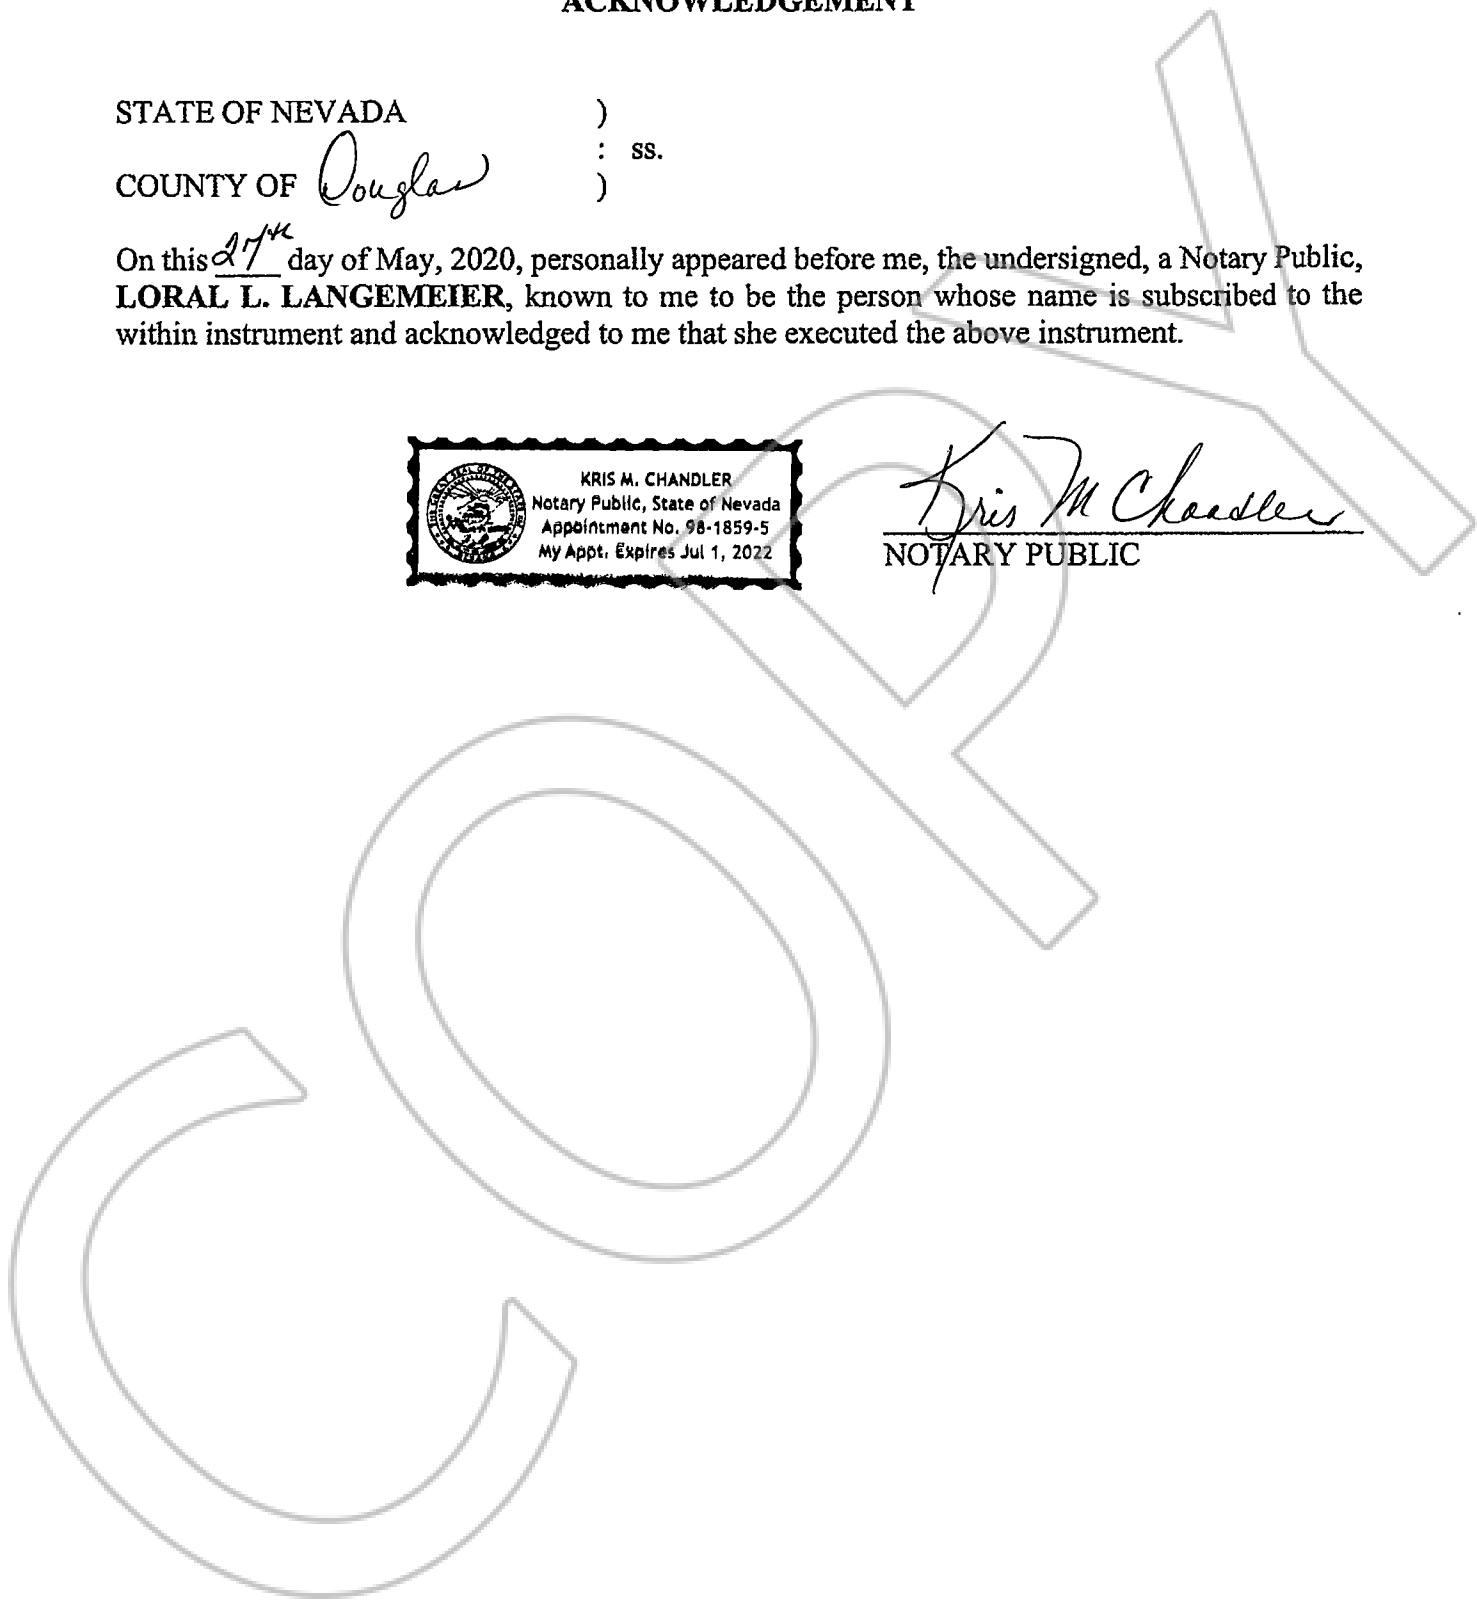 ACKNOWLEDGEMENT
STATE OF NEVADA )
: ss.
COUNTY OF Douglas )
On this 27th day of May, 2020, personally appeared before me, the undersigned, a Notary Public,
LORAL L. LANGEMEIER, known to me to be the person whose name is subscribed to the
within instrument and acknowledged to me that she executed the above instrument.
KRIS M. CHANDLER
Notary Public, State of Nevada
Appointment No. 98-1859-5
My Appt. Expires Jul 1, 2022
Kris M Chandler
NOTARY PUBLIC
COPY